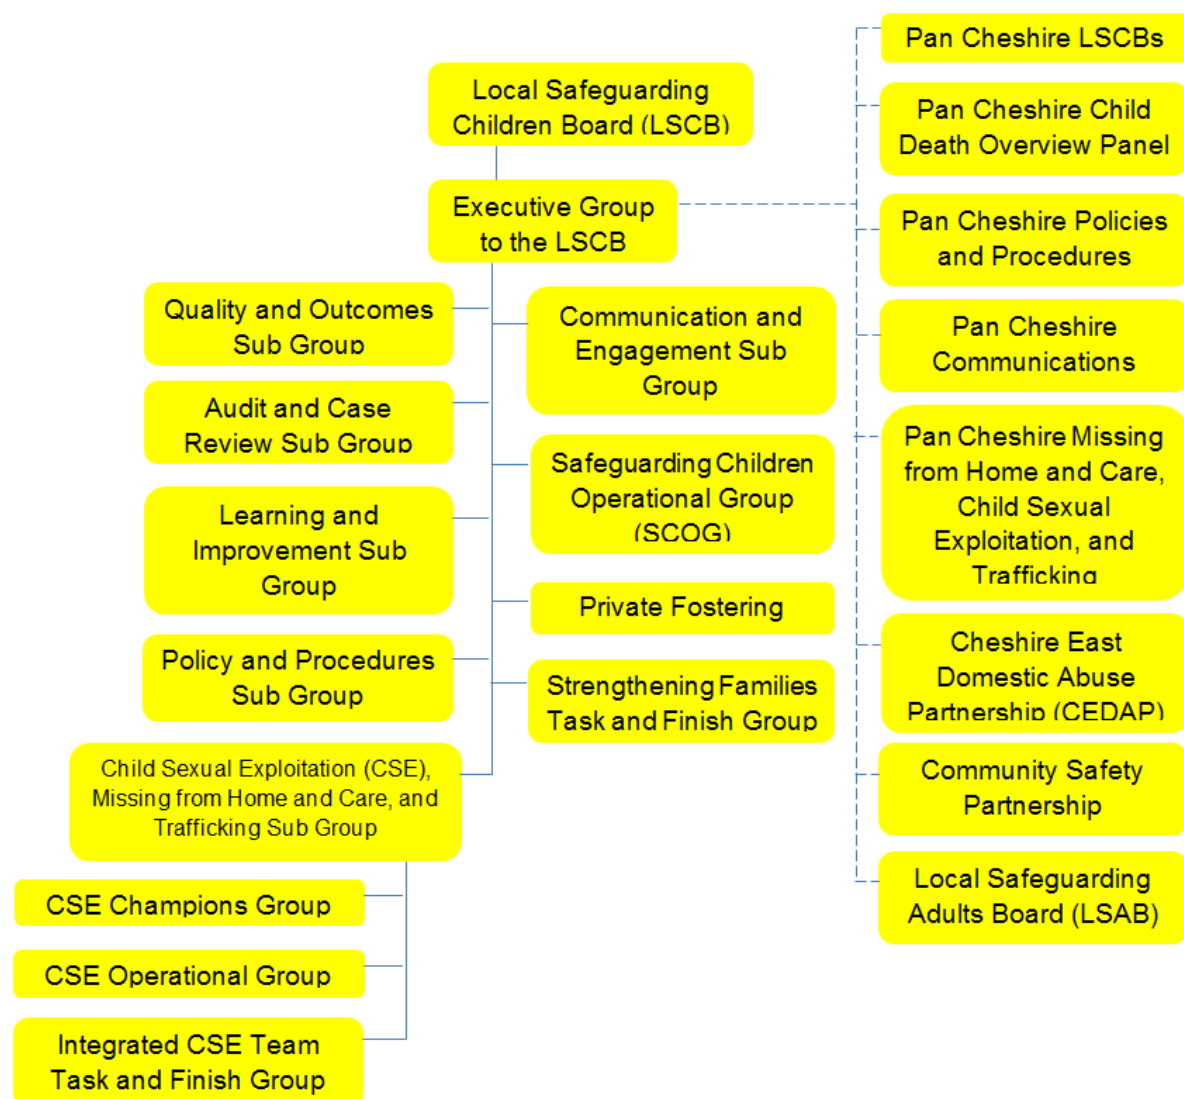 Local Safeguarding
Children Board (LSCB)
Executive Group
to the LSCB
Quality and Outcomes
Sub Group
Audit and Case
Review Sub Group
Learning and
Improvement Sub
Group
Policy and Procedures
Sub Group
Child Sexual Exploitation (CSE),
Missing from Home and Care, and
Trafficking Sub Group
CSE Champions Group
CSE Operational Group
Integrated CSE Team
Task and Finish Group
Communication and
Engagement Sub
Group
Safeguarding Children
Operational Group
(SCOG)
Private Fostering
Strengthening Families
Task and Finish Group
Pan Cheshire LSCBs
Pan Cheshire Child
Death Overview Panel
Pan Cheshire Policies
and Procedures
Pan Cheshire
Communications
Pan Cheshire Missing
from Home and Care,
Child Sexual
Exploitation, and
Trafficking
Cheshire East
Domestic Abuse
Partnership (CEDAP)
Community Safety
Partnership
Local Safeguarding
Adults Board (LSAB)